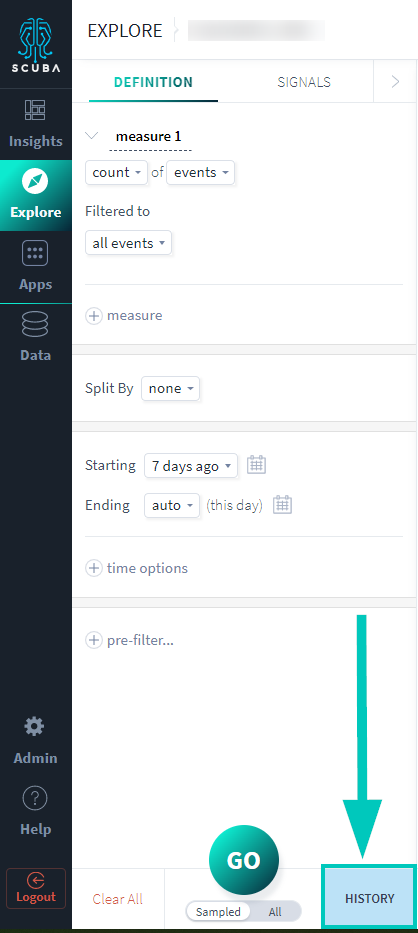 SCUBA
Insights
Explore
Apps
Data
Admin
Help
Logout
EXPLORE
DEFINITION SIGNALS
measure 1
count of events
Filtered to
all events
measure
Split By none
Starting 7 days ago
Ending auto (this day)
time options
pre-filter...
Clear All
GO
Sampled All
HISTORY